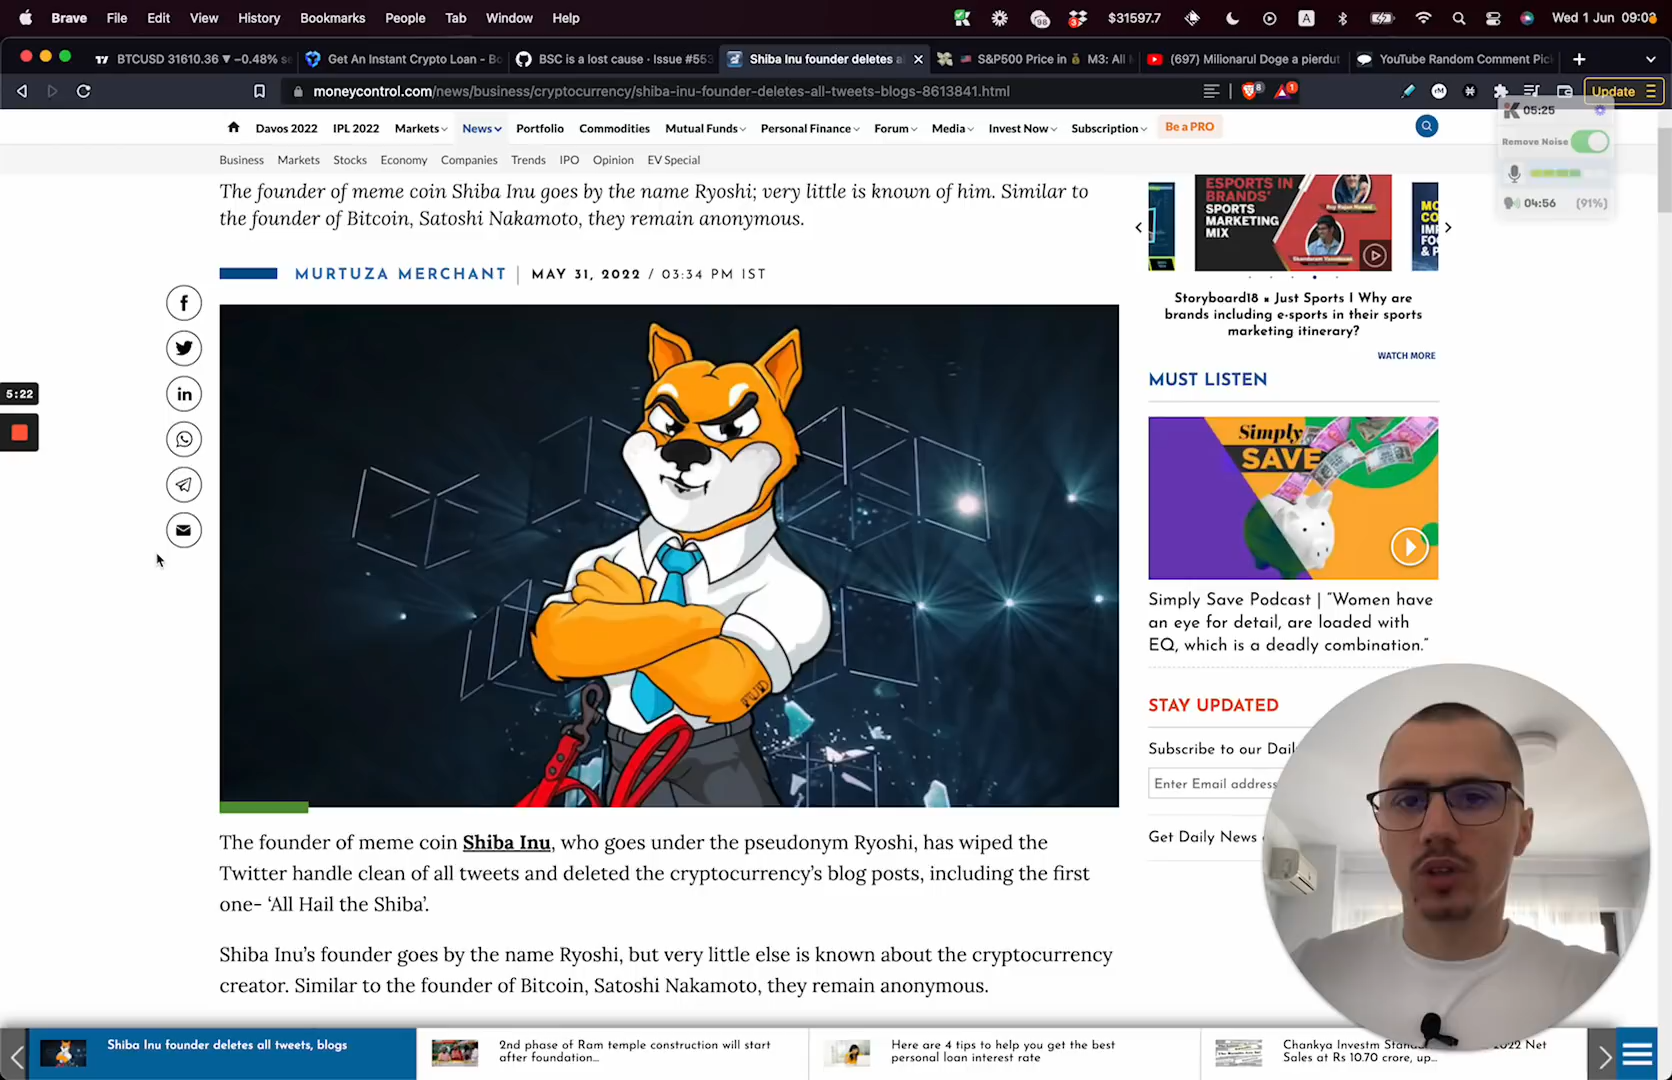 Brave File Edit View History Bookmarks People Tab Window Help
98 3 $31597.7 A Wed 1 Jun 09:0
BTCUSD 31610.36 ▼ −0.48%
Get An Instant Crypto Loan - Bo
BSC is a lost cause · Issue #553
Shiba Inu founder deletes a
S&P500 Price in M3: All M
(697) Milionarul Doge a pierdut
YouTube Random Comment Pic
moneycontrol.com/news/business/cryptocurrency/shiba-inu-founder-deletes-all-tweets-blogs-8613841.html
8 1 Update
05:25
Remove Noise
04:56 (91%)
Davos 2022 IPL 2022 Markets News Portfolio Commodities Mutual Funds Personal Finance Forum Media Invest Now Subscription Be a PRO
Business Markets Stocks Economy Companies Trends IPO Opinion EV Special
The founder of meme coin Shiba Inu goes by the name Ryoshi; very little is known of him. Similar to
the founder of Bitcoin, Satoshi Nakamoto, they remain anonymous.
MURTUZA MERCHANT | MAY 31, 2022 / 03:34 PM IST
5:22
ESPORTS IN
BRANDS'
SPORTS
MARKETING
MIX
Storyboard18 × Just Sports I Why are
brands including e-sports in their sports
marketing itinerary?
WATCH MORE
MUST LISTEN
Simply
SAVE
Simply Save Podcast | “Women have
an eye for detail, are loaded with
EQ, which is a deadly combination.”
STAY UPDATED
Subscribe to our Dail
Enter Email address
Get Daily News
The founder of meme coin Shiba Inu, who goes under the pseudonym Ryoshi, has wiped the
Twitter handle clean of all tweets and deleted the cryptocurrency’s blog posts, including the first
one- ‘All Hail the Shiba’.
Shiba Inu’s founder goes by the name Ryoshi, but very little else is known about the cryptocurrency
creator. Similar to the founder of Bitcoin, Satoshi Nakamoto, they remain anonymous.
Shiba Inu founder deletes all tweets, blogs
2nd phase of Ram temple construction will start
after foundation...
Here are 4 tips to help you get the best
personal loan interest rate
Chankya Investm Standa 2022 Net
Sales at Rs 10.70 crore, up...